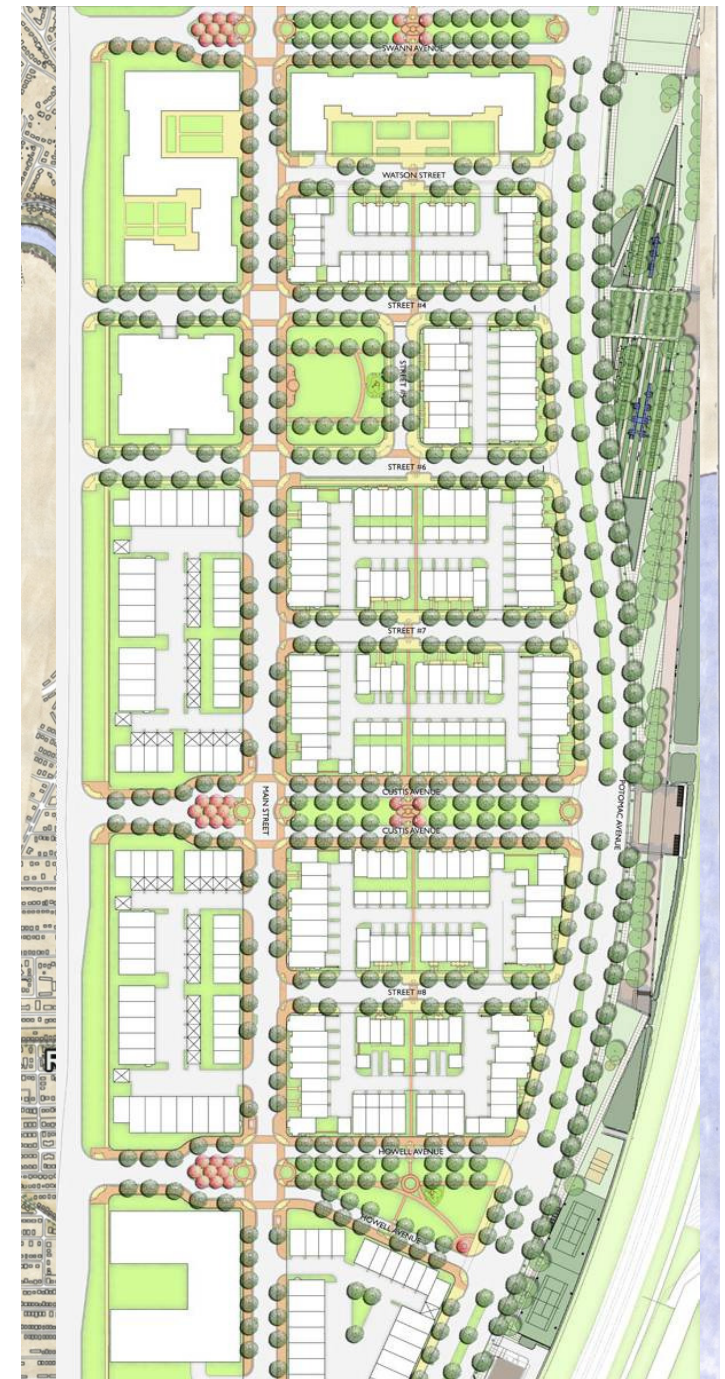 SWANN AVENUE
WATSON STREET
STREET #4
STREET #5
STREET #6
STREET #7
CUSTIS AVENUE
MAIN STREET
POTOMAC AVENUE
CUSTIS AVENUE
STREET #8
HOWELL AVENUE
HOWELL AVENUE